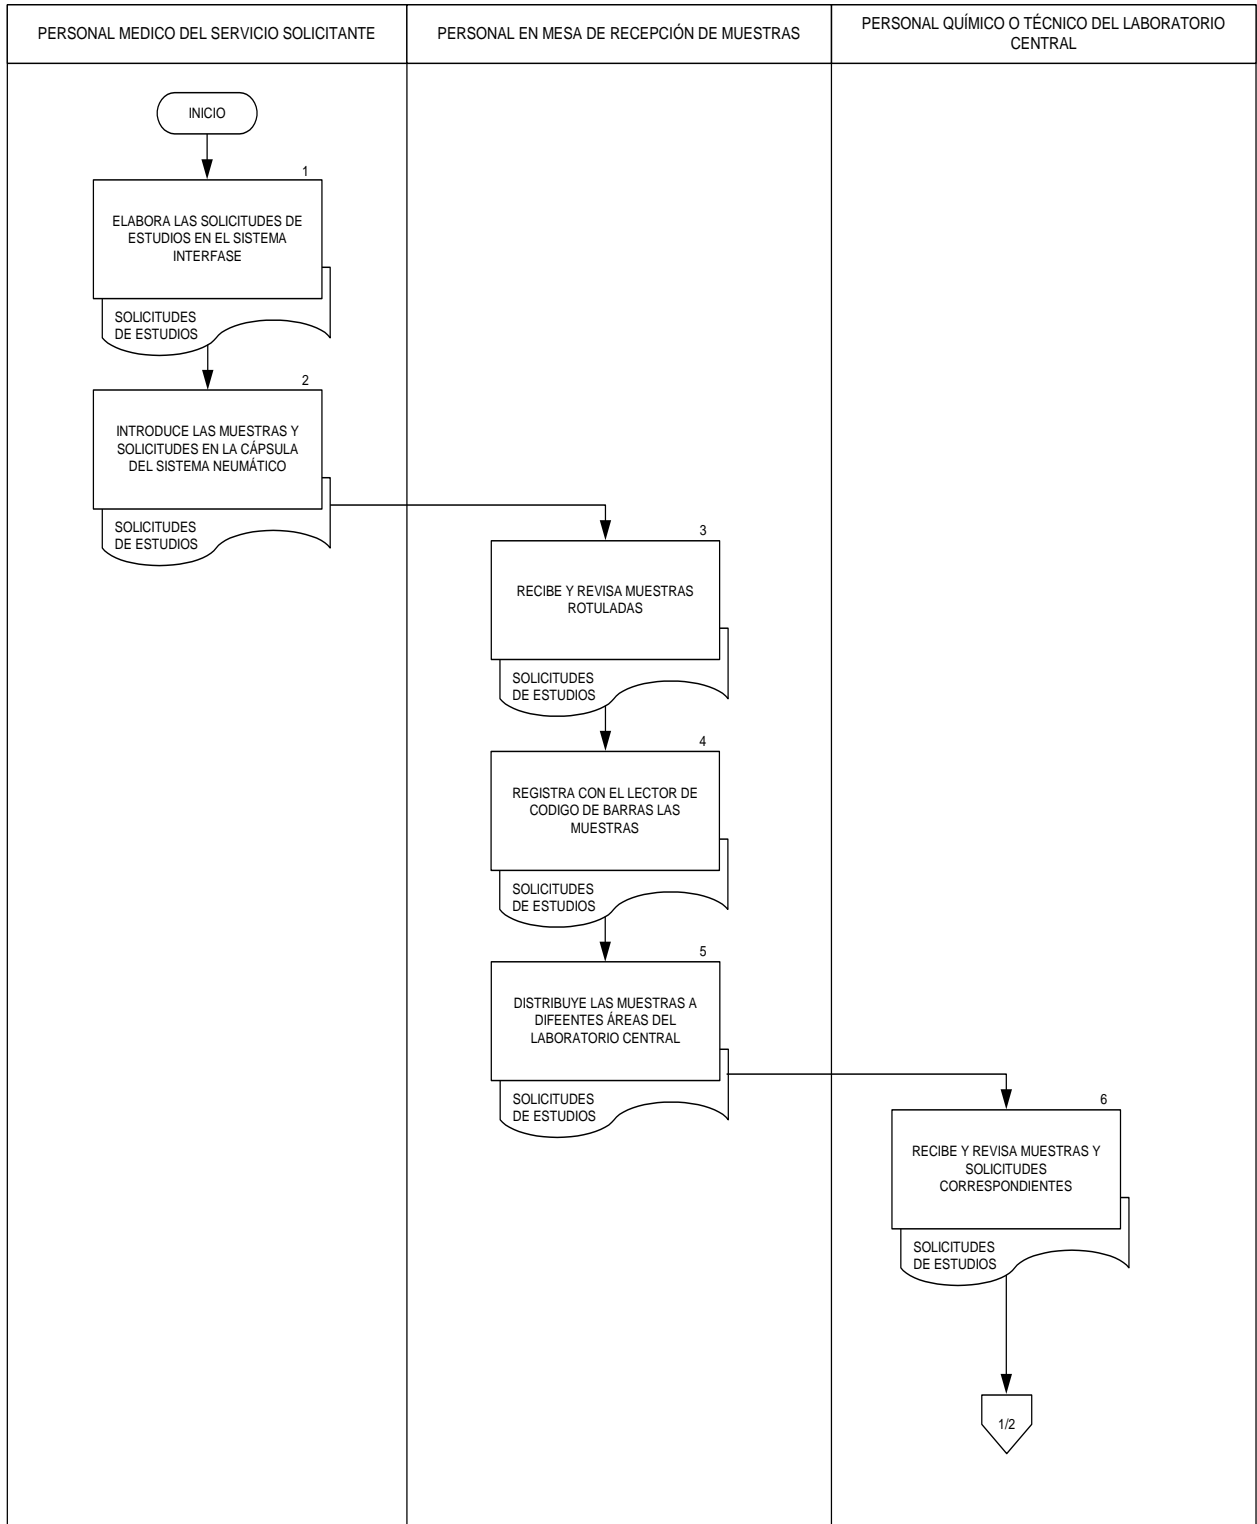 PERSONAL MEDICO DEL SERVICIO SOLICITANTE
PERSONAL EN MESA DE RECEPCIÓN DE MUESTRAS
PERSONAL QUÍMICO O TÉCNICO DEL LABORATORIO
CENTRAL
INICIO
1
ELABORA LAS SOLICITUDES DE
ESTUDIOS EN EL SISTEMA
INTERFASE
SOLICITUDES
DE ESTUDIOS
2
INTRODUCE LAS MUESTRAS Y
SOLICITUDES EN LA CÁPSULA
DEL SISTEMA NEUMÁTICO
SOLICITUDES
DE ESTUDIOS
3
RECIBE Y REVISA MUESTRAS
ROTULADAS
SOLICITUDES
DE ESTUDIOS
4
REGISTRA CON EL LECTOR DE
CODIGO DE BARRAS LAS
MUESTRAS
SOLICITUDES
DE ESTUDIOS
5
DISTRIBUYE LAS MUESTRAS A
DIFEENTES ÁREAS DEL
LABORATORIO CENTRAL
SOLICITUDES
DE ESTUDIOS
6
RECIBE Y REVISA MUESTRAS Y
SOLICITUDES
CORRESPONDIENTES
SOLICITUDES
DE ESTUDIOS
1/2